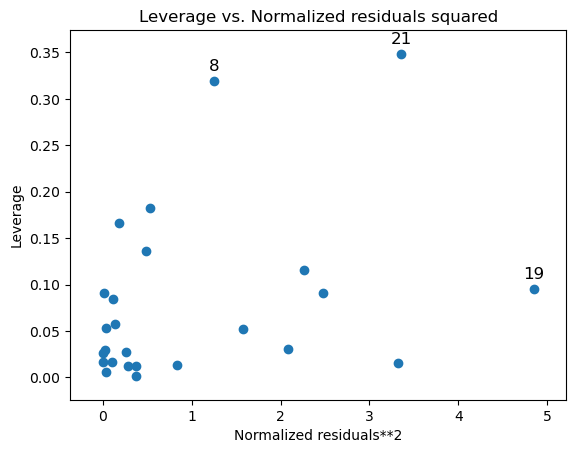 Leverage vs. Normalized residuals squared
21
8
19
0.35
0.30
0.25
0.20
0.15
0.10
0.05
0.00
Leverage
0 1 2 3 4 5
Normalized residuals**2